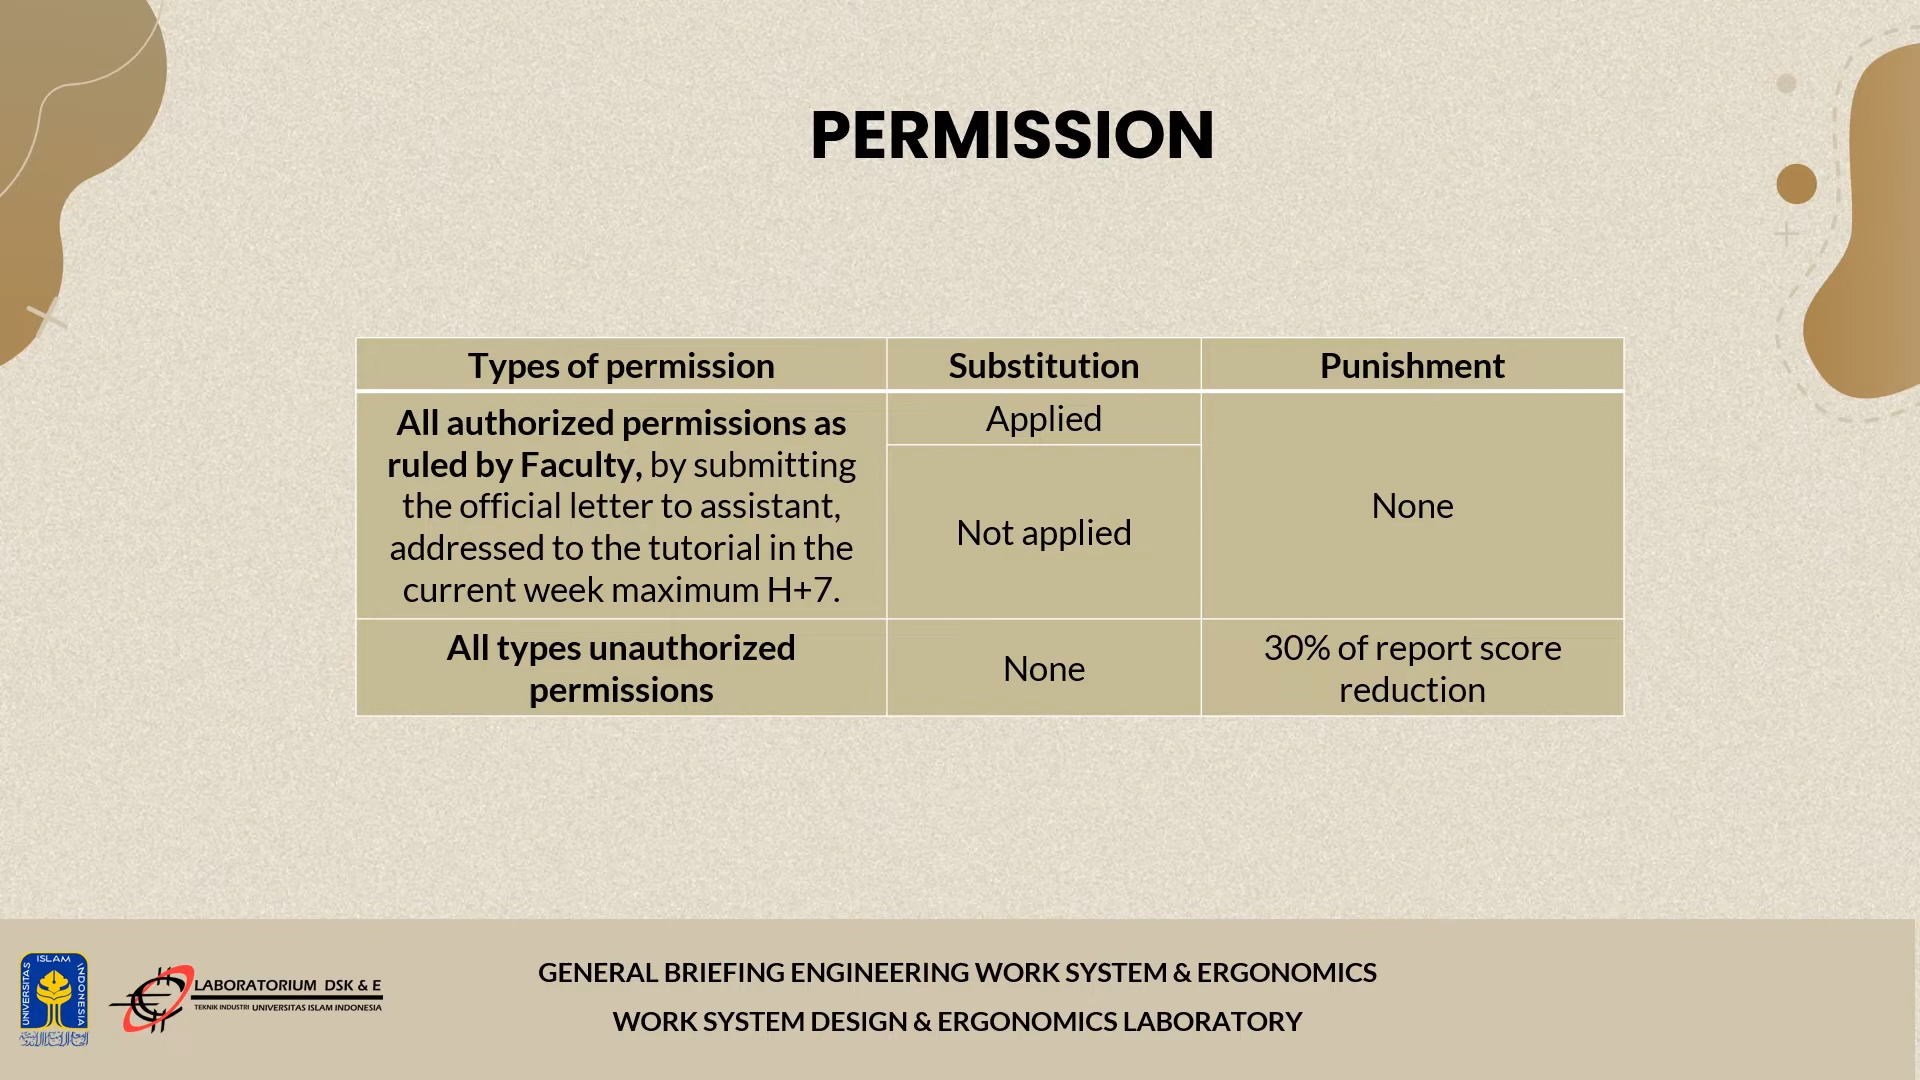 PERMISSION
Types of permission
Substitution
Punishment
All authorized permissions as
ruled by Faculty, by submitting
the official letter to assistant,
addressed to the tutorial in the
current week maximum H+7.
Applied
Not applied
None
All types unauthorized
permissions
None
30% of report score
reduction
UNIVERSITAS ISLAM INDONESIA
LABORATORIUM DSK & E
TEKNIK INDUSTRI UNIVERSITAS ISLAM INDONESIA
GENERAL BRIEFING ENGINEERING WORK SYSTEM & ERGONOMICS
WORK SYSTEM DESIGN & ERGONOMICS LABORATORY